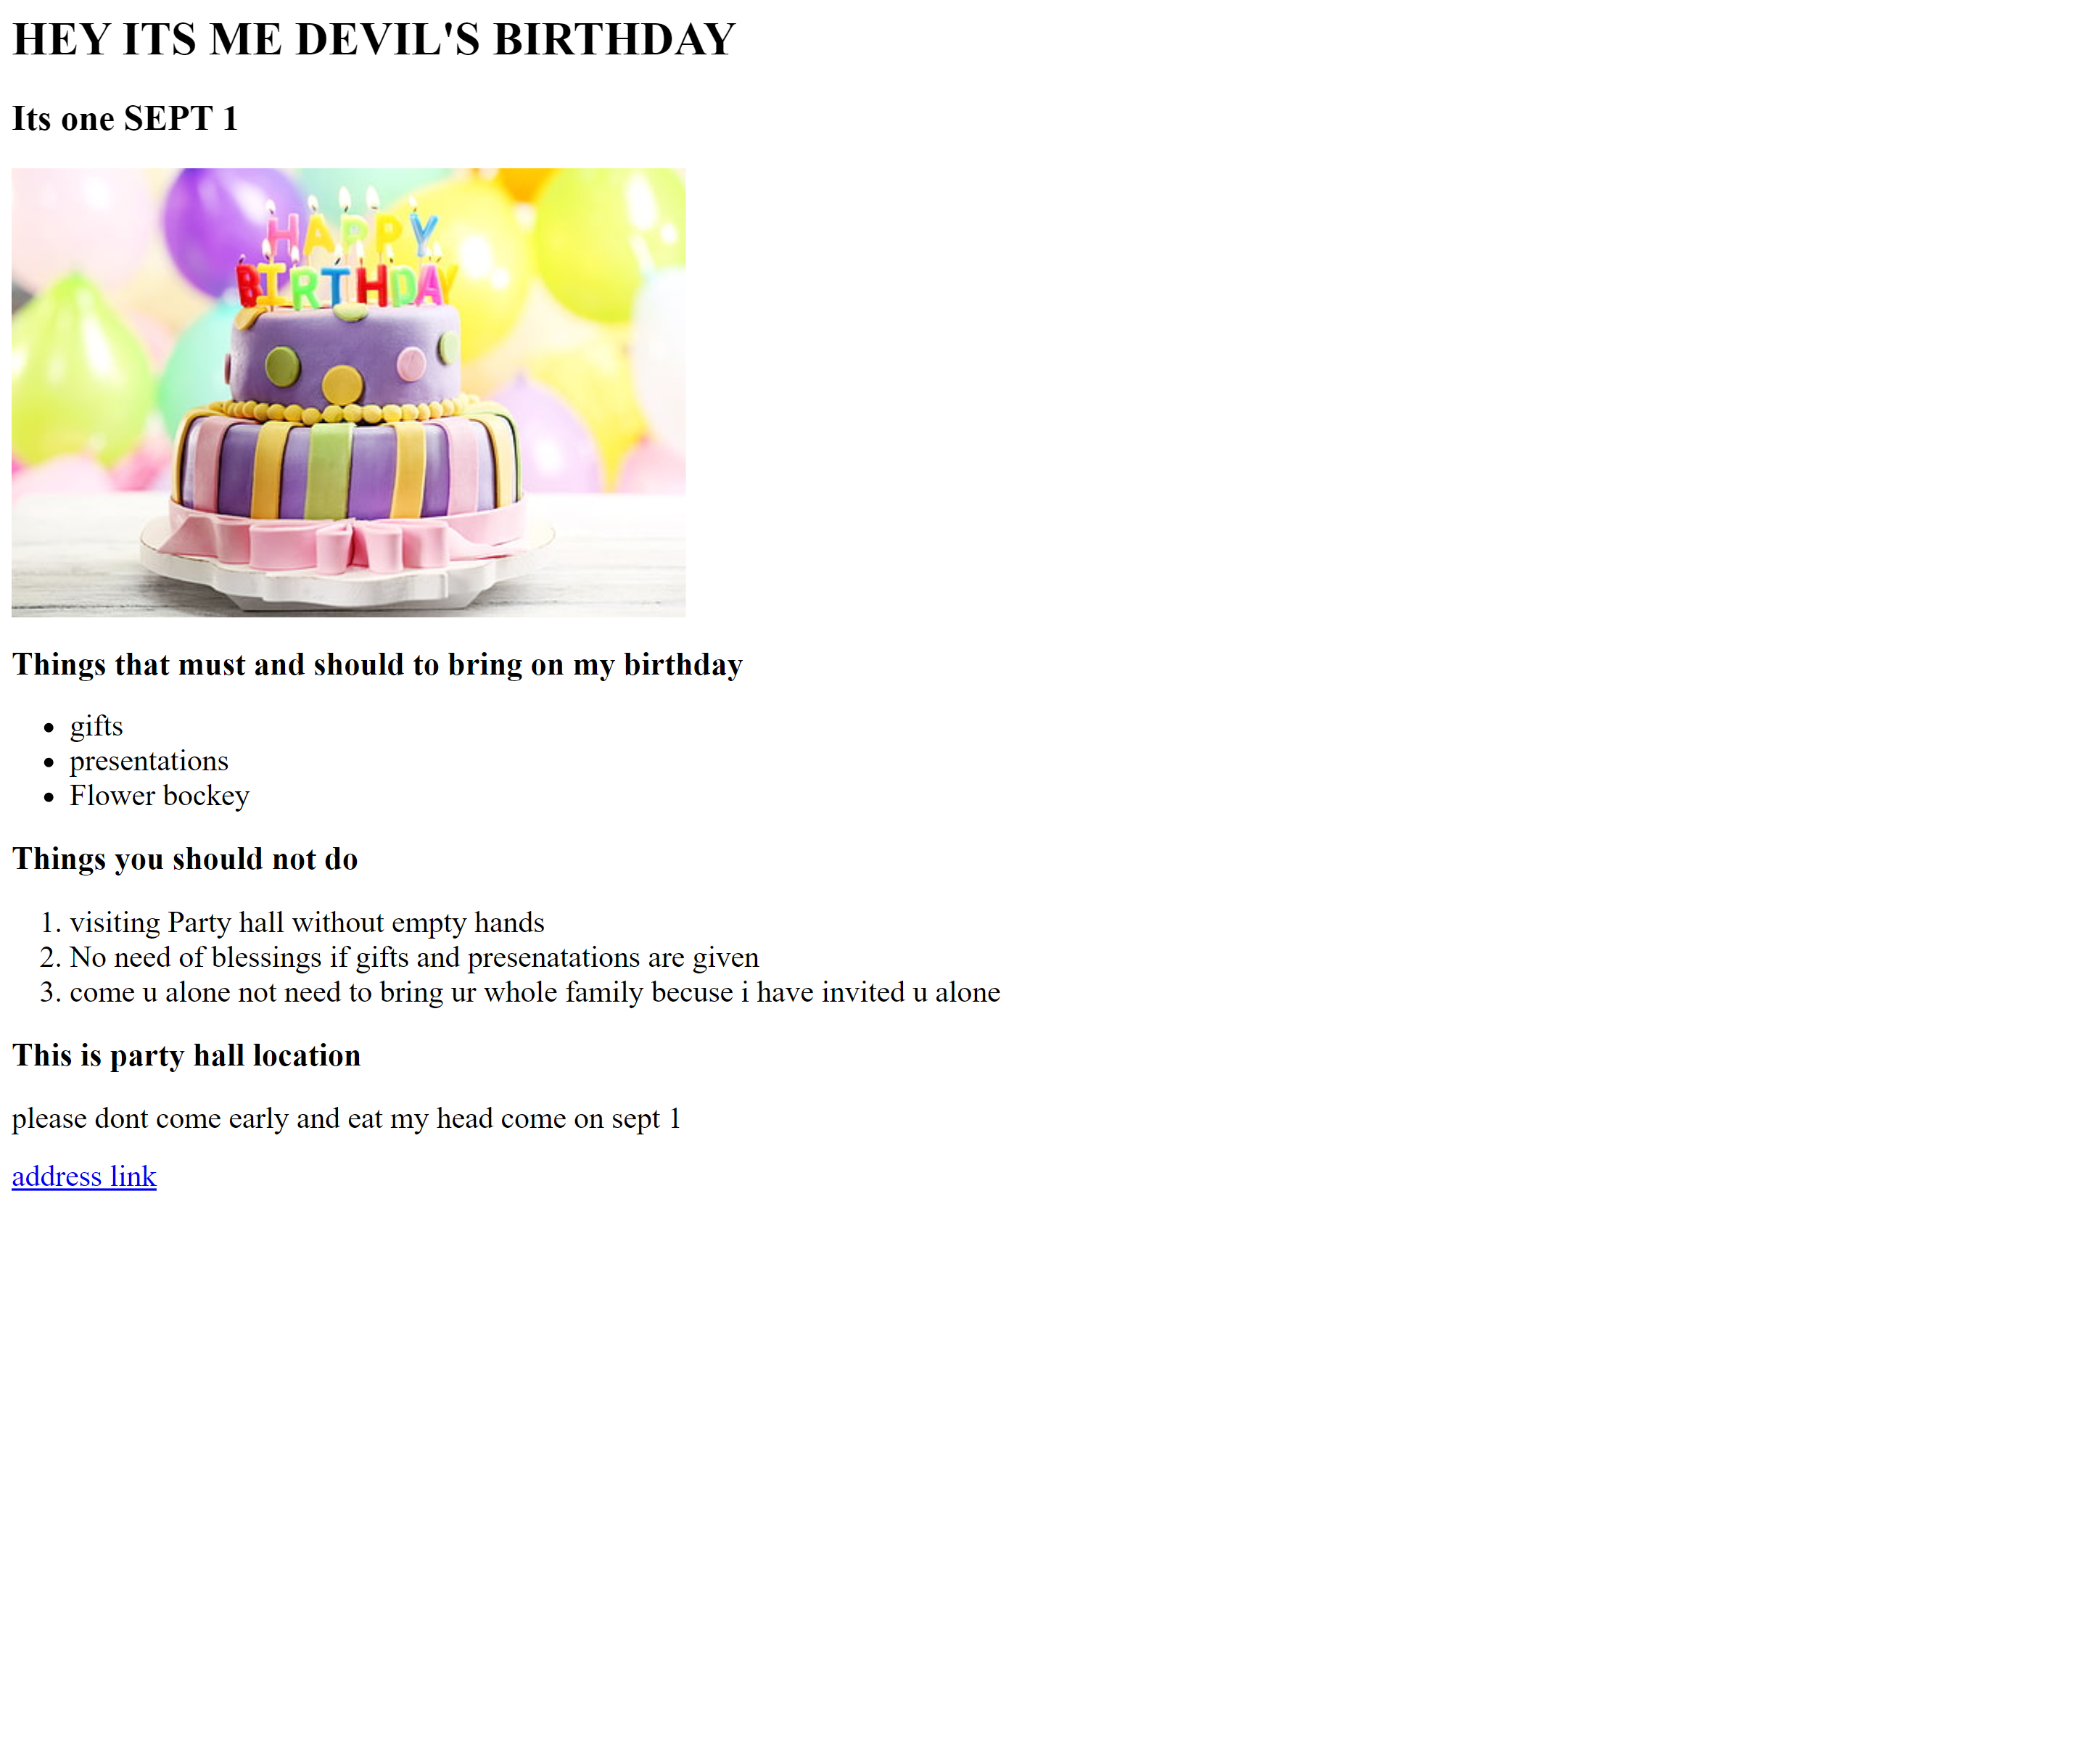 HEY ITS ME DEVIL'S BIRTHDAY
Its one SEPT 1
HAPPY
BIRTHDAY
Things that must and should to bring on my birthday
• gifts
• presentations
• Flower bockey
Things you should not do
1. visiting Party hall without empty hands
2. No need of blessings if gifts and presenatations are given
3. come u alone not need to bring ur whole family becuse i have invited u alone
This is party hall location
please dont come early and eat my head come on sept 1
address link